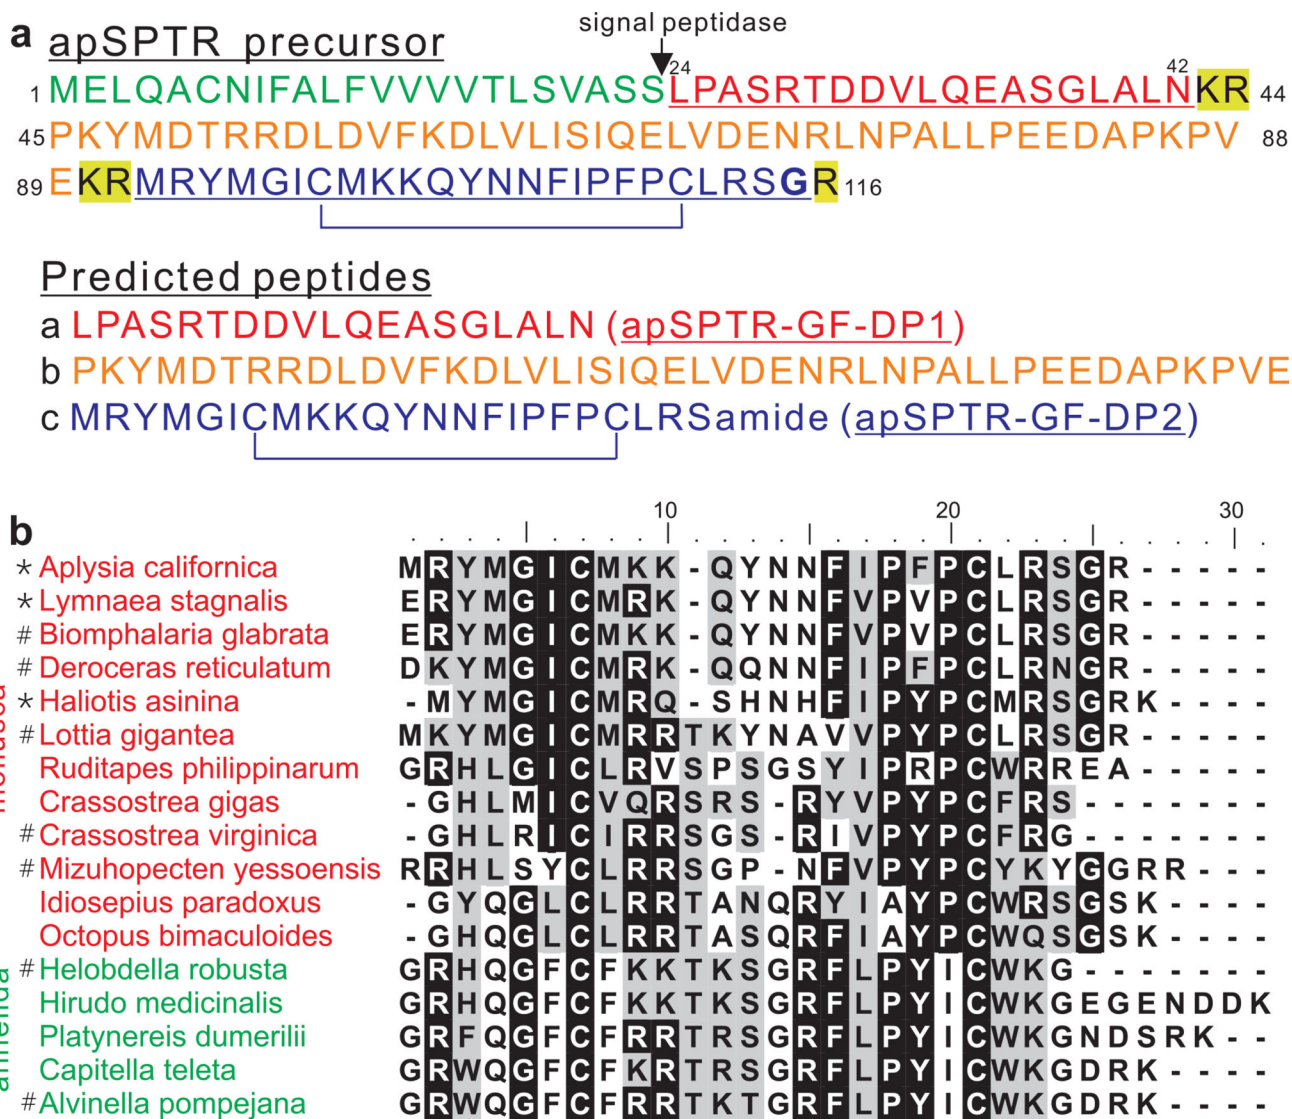 a apSPTR precursor
signal peptidase
24 42
1 MELQACNIFALFVVVVTLSVASSLPASRTDDVLQEASGLALNKR 44
45 PKYMDTRRDLDVFKDLVLISIQELVDENRLNPALLPEEDAPKPV 88
89 EKRMRYMGICMKKQYNNFIPFPCLRSGR 116
Predicted peptides
a LPASRTDDVLQEASGLALN (apSPTR-GF-DP1)
b PKYMDTRRDLDVFKDLVLISIQELVDENRLNPALLPEEDAPKPVE
c MRYMGICMKKQYNNFIPFPCLRSamide (apSPTR-GF-DP2)
b
10 20 30
* Aplysia californica MRYMGICMKK-QYNNFIPFPCLRSGR-----
* Lymnaea stagnalis ERYMGICMRK-QYNNFVPVPCLRSGR-----
# Biomphalaria glabrata ERYMGICMKK-QYNNFVPVPCLRSGR-----
# Deroceras reticulatum DKYMGICMRK-QQNNFIPFPCLRNGR-----
* Haliotis asinina -MYMGICMRQ-SHNHFIPYPCMRSGRK----
# Lottia gigantea MKYMGICMRRTKYNAVVPYPCLRSGR-----
Ruditapes philippinarum GRHLGICLRVSPSGSYIPRPCWRREA-----
Crassostrea gigas -GHLMICVQRSRS-RYVPYPCFRS-------
# Crassostrea virginica -GHLRICIRRSGS-RIVPYPCFRG-------
# Mizuhopecten yessoensis RRHLSYCLRRSGP-NFVPYPCYKYGGRR---
Idiosepius paradoxus -GYQGLCLRRTANQRYIAYPCWRSGSK----
Octopus bimaculoides -GHQGLCLRRTASQRFIAYPCWQSGSK----
# Helobdella robusta GRHQGFCFKKTKSGRFLPYICWKG-------
Hirudo medicinalis GRHQGFCFKKTKSGRFLPYICWKGEGENDDK
Platynereis dumerilii GRFQGFCFRRTRSGRFLPYICWKGNDSRK--
Capitella teleta GRWQGFCFKRTRSGRFLPYICWKGDRK----
# Alvinella pompejana GRWQGFCFRRTKTGRFLPYICWKGDRK----